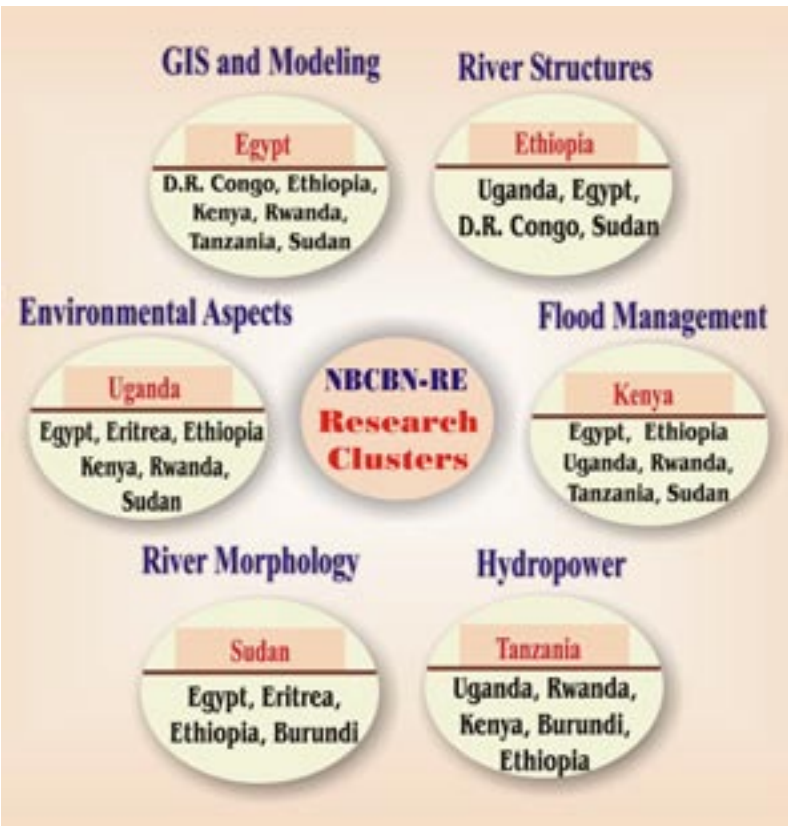 GIS and Modeling
Egypt
D.R. Congo, Ethiopia,
Kenya, Rwanda,
Tanzania, Sudan
River Structures
Ethiopia
Uganda, Egypt,
D.R. Congo, Sudan
Environmental Aspects
Uganda
Egypt, Eritrea, Ethiopia
Kenya, Rwanda,
Sudan
NBCBN-RE
Research
Clusters
Flood Management
Kenya
Egypt, Ethiopia
Uganda, Rwanda,
Tanzania, Sudan
River Morphology
Sudan
Egypt, Eritrea,
Ethiopia, Burundi
Hydropower
Tanzania
Uganda, Rwanda,
Kenya, Burundi,
Ethiopia